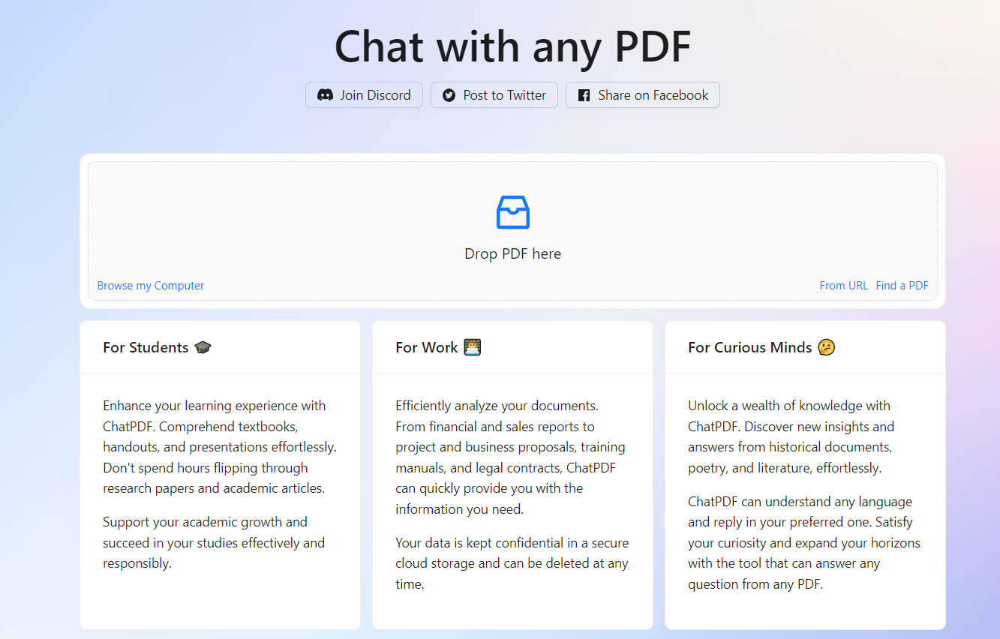 Chat with any PDF
Join Discord
Post to Twitter
Share on Facebook
Drop PDF here
Browse my Computer
From URL
Find a PDF
For Students 🎓
Enhance your learning experience with
ChatPDF. Comprehend textbooks,
handouts, and presentations effortlessly.
Don't spend hours flipping through
research papers and academic articles.
Support your academic growth and
succeed in your studies effectively and
responsibly.
For Work 👨‍💻
Efficiently analyze your documents.
From financial and sales reports to
project and business proposals, training
manuals, and legal contracts, ChatPDF
can quickly provide you with the
information you need.
Your data is kept confidential in a secure
cloud storage and can be deleted at any
time.
For Curious Minds 🤔
Unlock a wealth of knowledge with
ChatPDF. Discover new insights and
answers from historical documents,
poetry, and literature, effortlessly.
ChatPDF can understand any language
and reply in your preferred one. Satisfy
your curiosity and expand your horizons
with the tool that can answer any
question from any PDF.